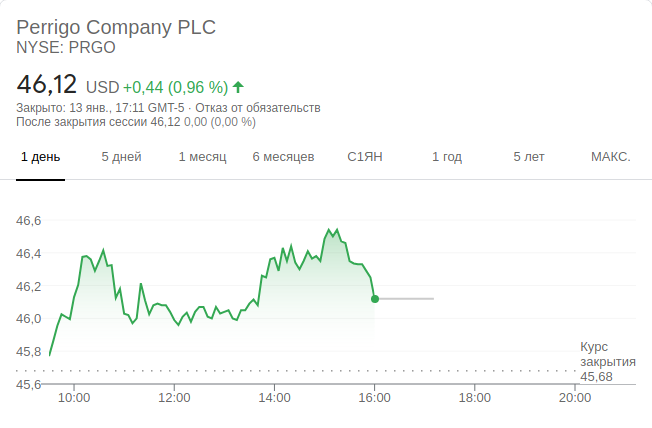 Perrigo Company PLC
NYSE: PRGO
46,12 USD +0,44 (0,96 %)
Закрыто: 13 янв., 17:11 GMT-5 · Отказ от обязательств
После закрытия сессии 46,12 0,00 (0,00 %)
1 день 5 дней 1 месяц 6 месяцев С1ЯН 1 год 5 лет МАКС.
46,6
46,4
46,2
46,0
45,8
45,6
Курс
закрытия
45,68
10:00 12:00 14:00 16:00 18:00 20:00